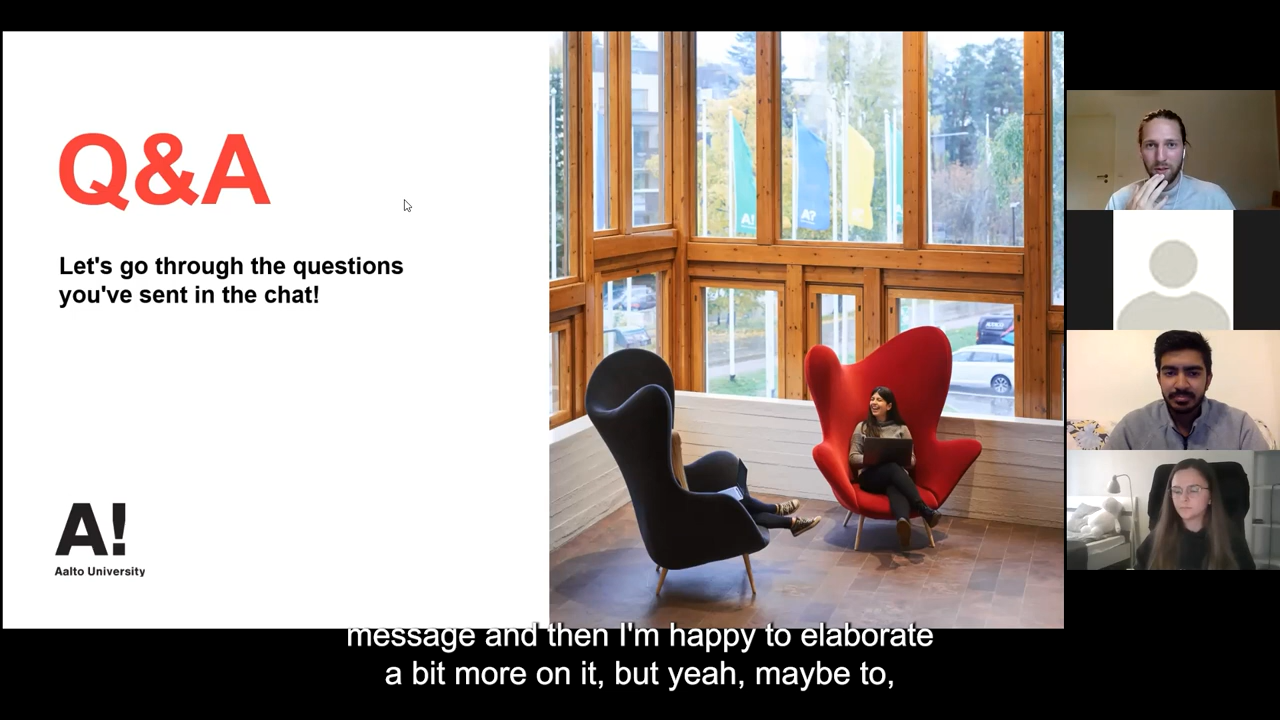 Q&A
Let's go through the questions
you've sent in the chat!
A!
Aalto University
A!
A?
message and then I'm happy to elaborate
a bit more on it, but yeah, maybe to,